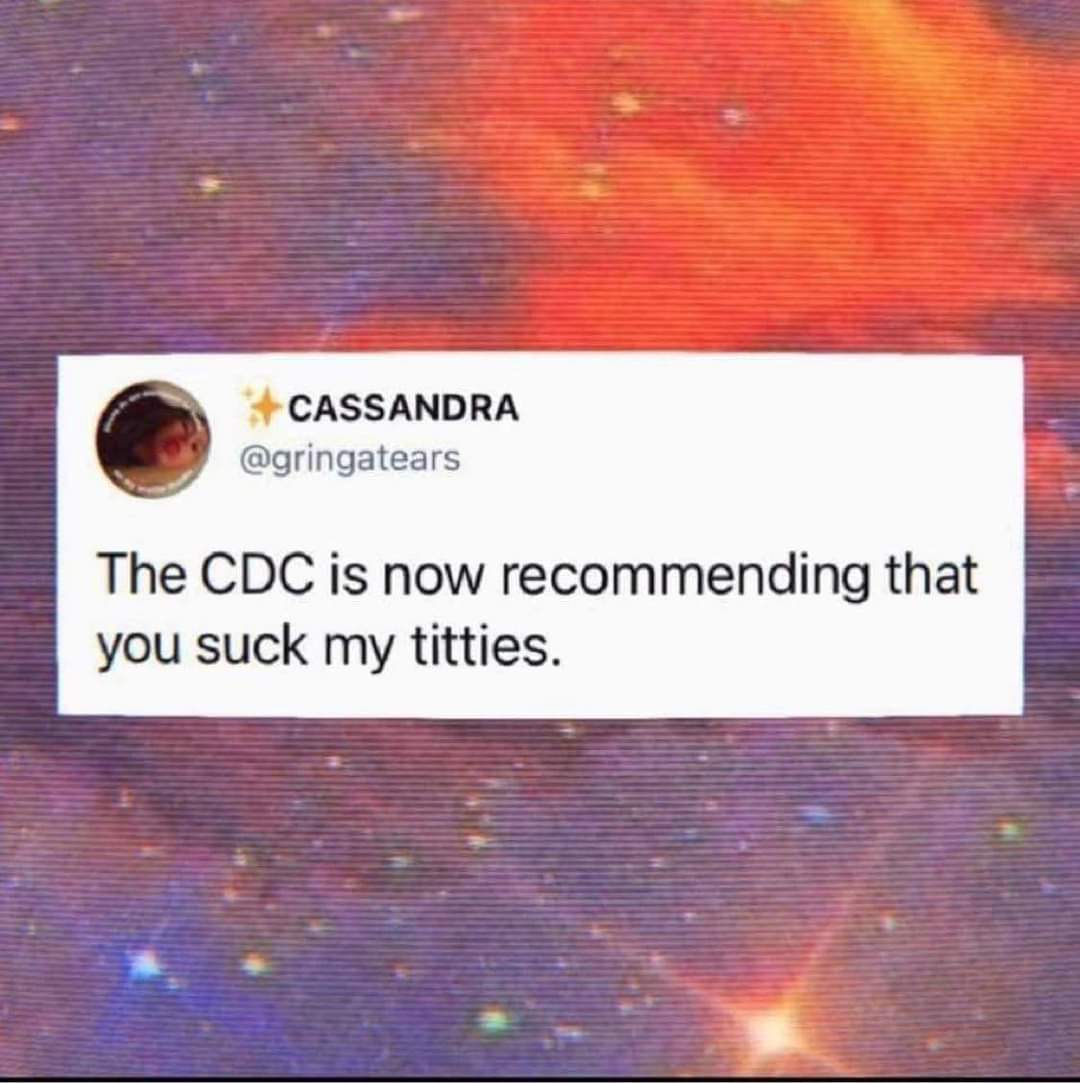 ✨CASSANDRA
@gringatears
The CDC is now recommending that
you suck my titties.